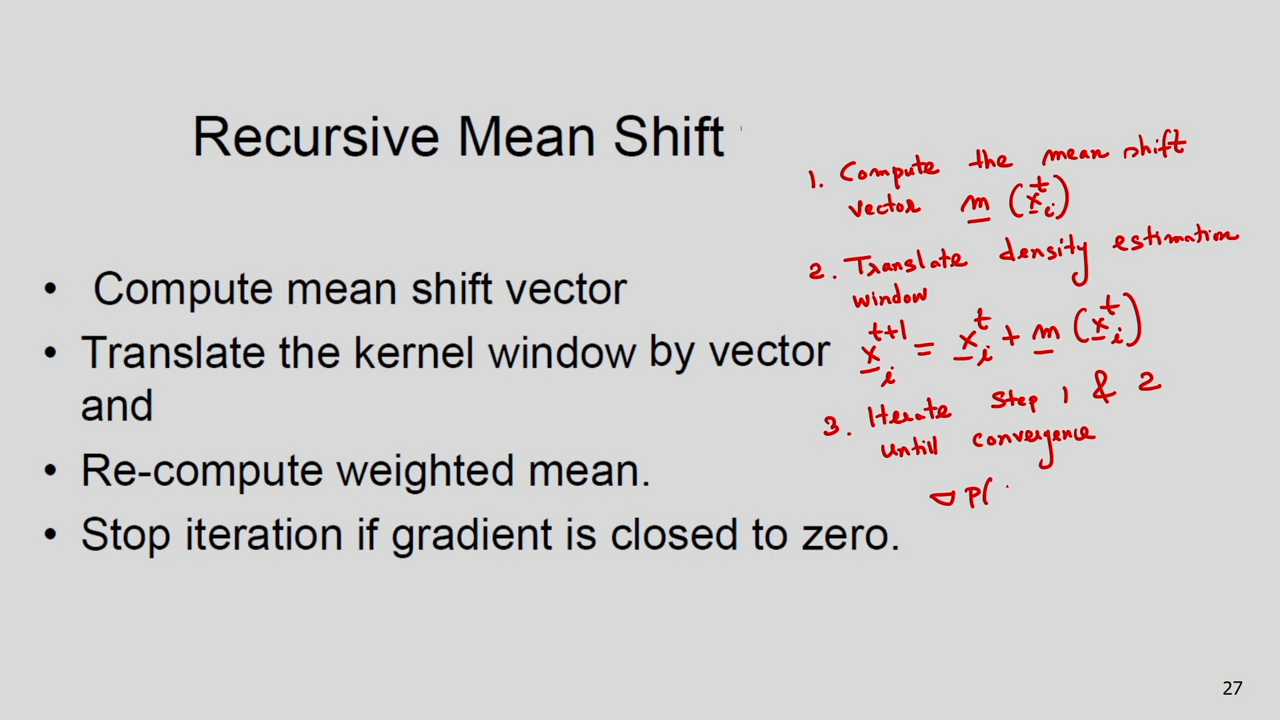 Recursive Mean Shift
• Compute mean shift vector
• Translate the kernel window by vector
and
• Re-compute weighted mean.
• Stop iteration if gradient is closed to zero.
1. Compute the mean shift
vector m (x_i^t)
2. Translate density estimation
window
x_i^{t+1} = x_i^t + m (x_i^t)
3. Iterate step 1 & 2
untill convergence
▽ P(
27